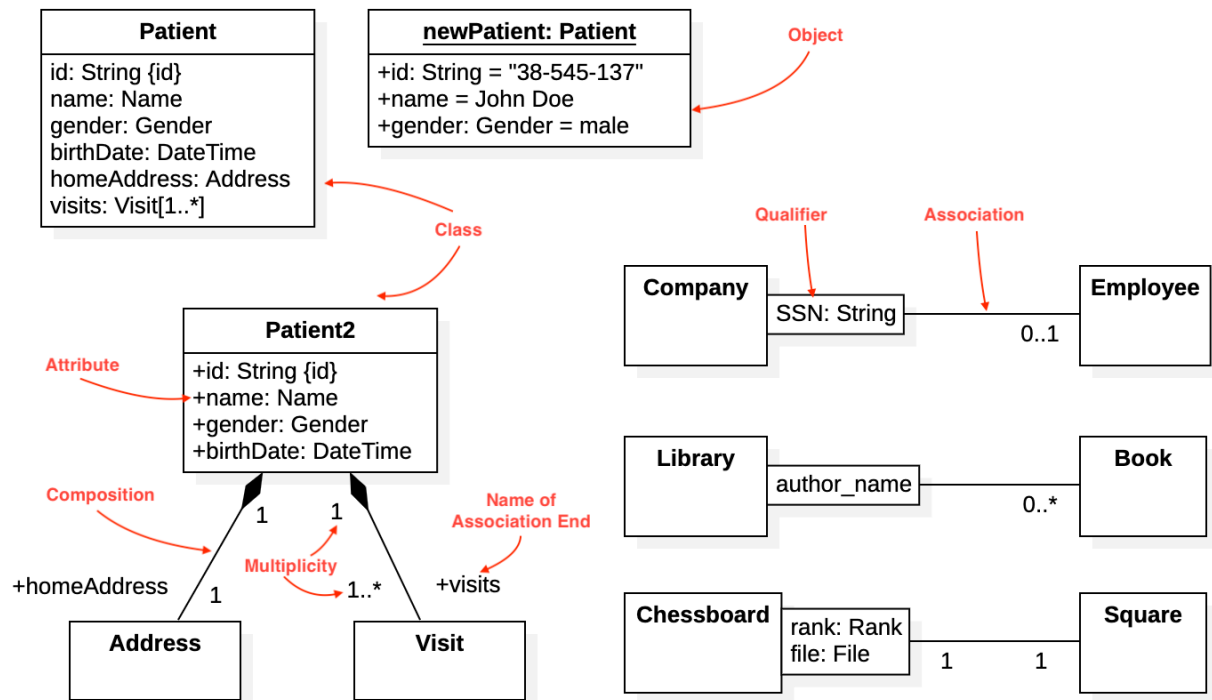 Patient
id: String {id}
name: Name
gender: Gender
birthDate: DateTime
homeAddress: Address
visits: Visit[1..*]
newPatient: Patient
+id: String = "38-545-137"
+name = John Doe
+gender: Gender = male
Object
Class
Patient2
+id: String {id}
+name: Name
+gender: Gender
+birthDate: DateTime
Attribute
Composition
1
1
Name of
Association End
Multiplicity
+homeAddress
1
1..*
+visits
Address
Visit
Qualifier
Association
Company
SSN: String
0..1
Employee
Library
author_name
0..*
Book
Chessboard
rank: Rank
file: File
1
1
Square